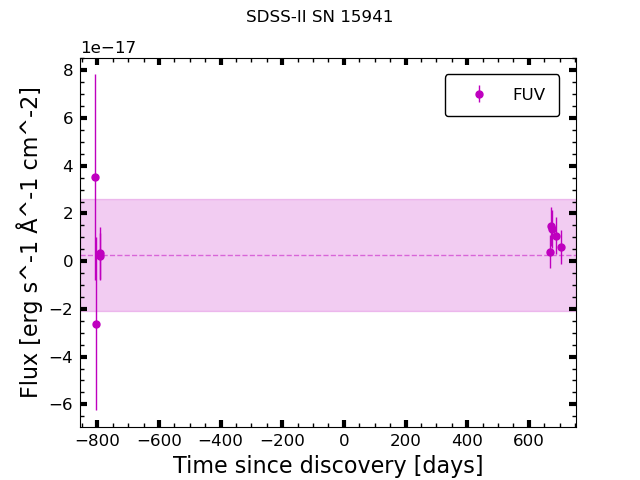 SDSS-II SN 15941
1e−17
FUV
8
6
4
2
0
−2
−4
−6
Flux [erg s^-1 Å^-1 cm^-2]
−800 −600 −400 −200 0 200 400 600
Time since discovery [days]